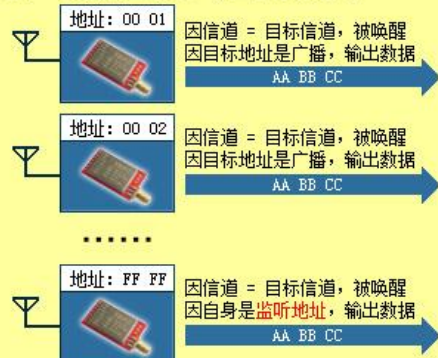 地址：00 01
因信道 = 目标信道，被唤醒
因目标地址是广播，输出数据
AA BB CC
地址：00 02
因信道 = 目标信道，被唤醒
因目标地址是广播，输出数据
AA BB CC
······
地址：FF FF
因信道 = 目标信道，被唤醒
因自身是监听地址，输出数据
AA BB CC